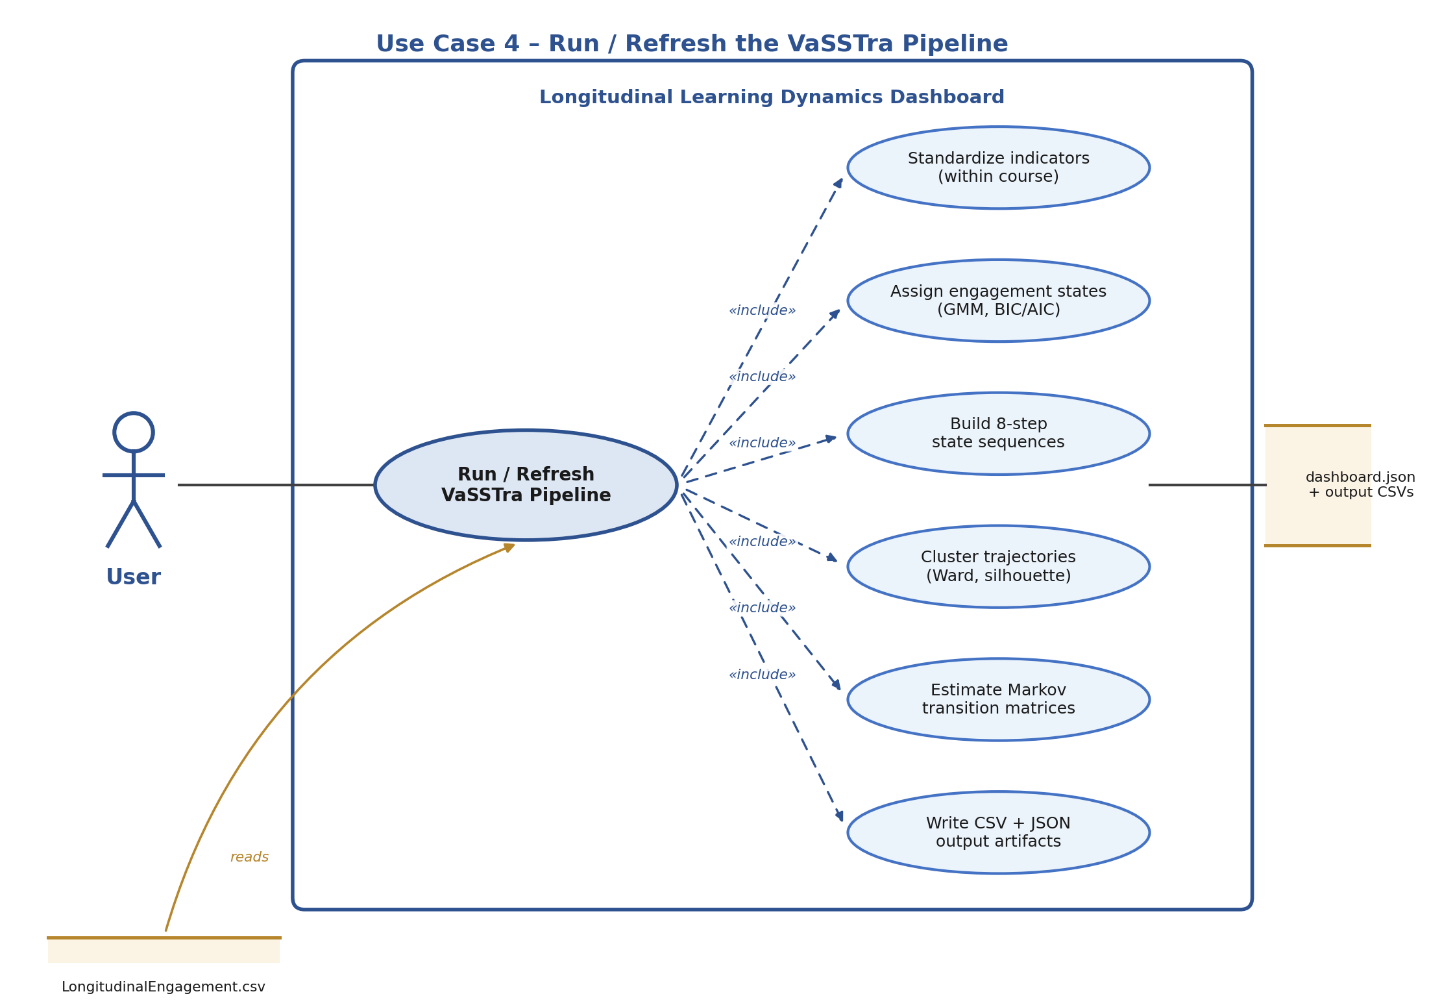 Use Case 4 – Run / Refresh the VaSSTra Pipeline
Longitudinal Learning Dynamics Dashboard
Standardize indicators
(within course)
«include»
Assign engagement states
(GMM, BIC/AIC)
«include»
Build 8-step
state sequences
«include»
Run / Refresh
VaSSTra Pipeline
User
dashboard.json
+ output CSVs
«include»
Cluster trajectories
(Ward, silhouette)
«include»
Estimate Markov
transition matrices
«include»
Write CSV + JSON
output artifacts
reads
LongitudinalEngagement.csv